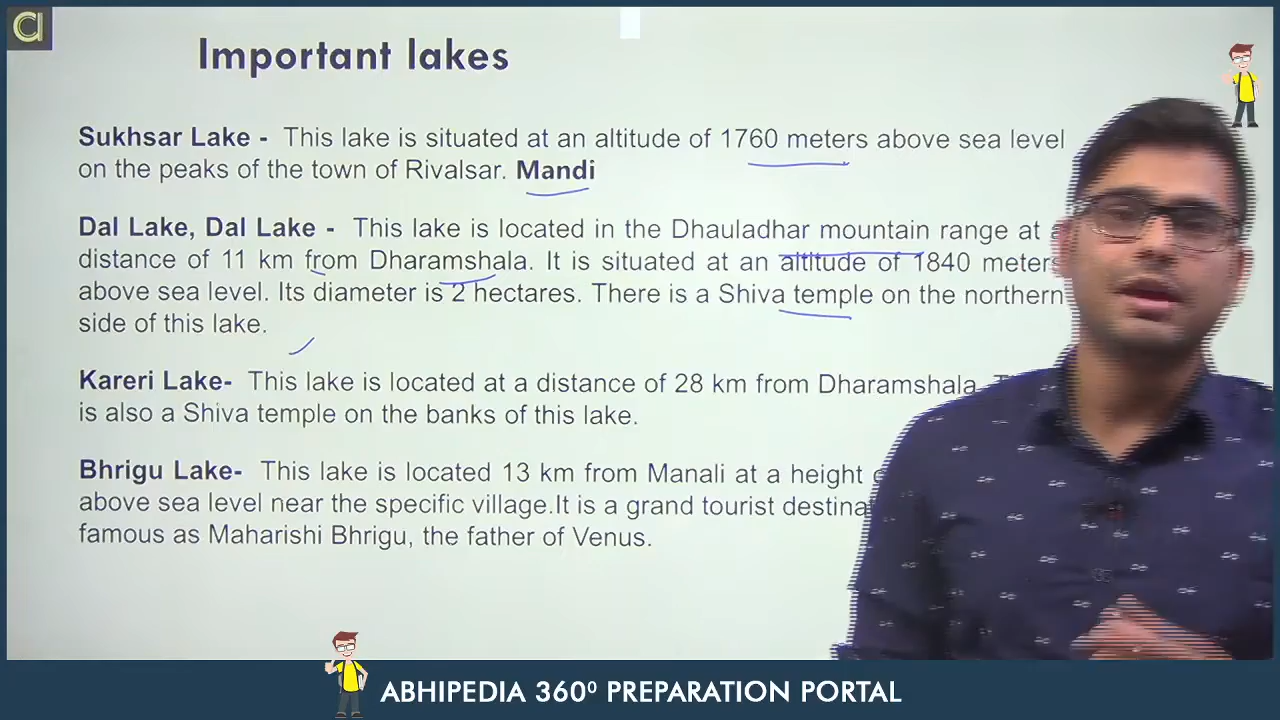 a
Important lakes
Sukhsar Lake - This lake is situated at an altitude of 1760 meters above sea level
on the peaks of the town of Rivalsar. Mandi
Dal Lake, Dal Lake - This lake is located in the Dhauladhar mountain range at a
distance of 11 km from Dharamshala. It is situated at an altitude of 1840 meters
above sea level. Its diameter is 2 hectares. There is a Shiva temple on the northern
side of this lake.
Kareri Lake- This lake is located at a distance of 28 km from Dharamshala.
is also a Shiva temple on the banks of this lake.
Bhrigu Lake- This lake is located 13 km from Manali at a height
above sea level near the specific village.It is a grand tourist
famous as Maharishi Bhrigu, the father of Venus.
ABHIPEDIA 360⁰ PREPARATION PORTAL